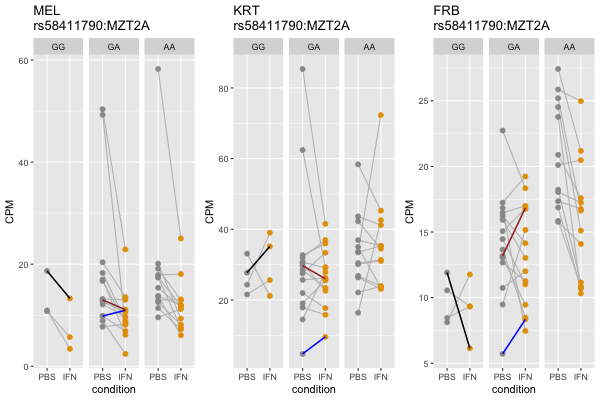 MEL
rs58411790:MZT2A
GG GA AA
60
40
20
0
CPM
PBS IFN PBS IFN PBS IFN
condition
KRT
rs58411790:MZT2A
GG GA AA
80
60
40
20
CPM
PBS IFN PBS IFN PBS IFN
condition
FRB
rs58411790:MZT2A
GG GA AA
25
20
15
10
5
CPM
PBS IFN PBS IFN PBS IFN
condition